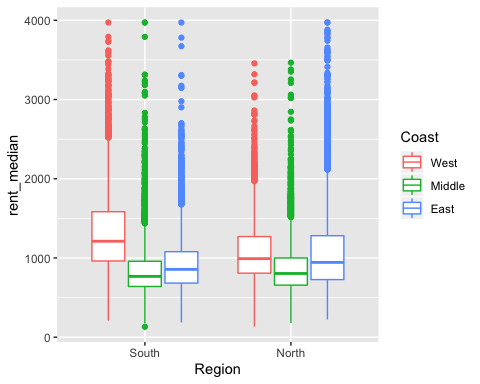 4000
3000
2000
1000
0
rent_median
South
North
Region
Coast
West
Middle
East